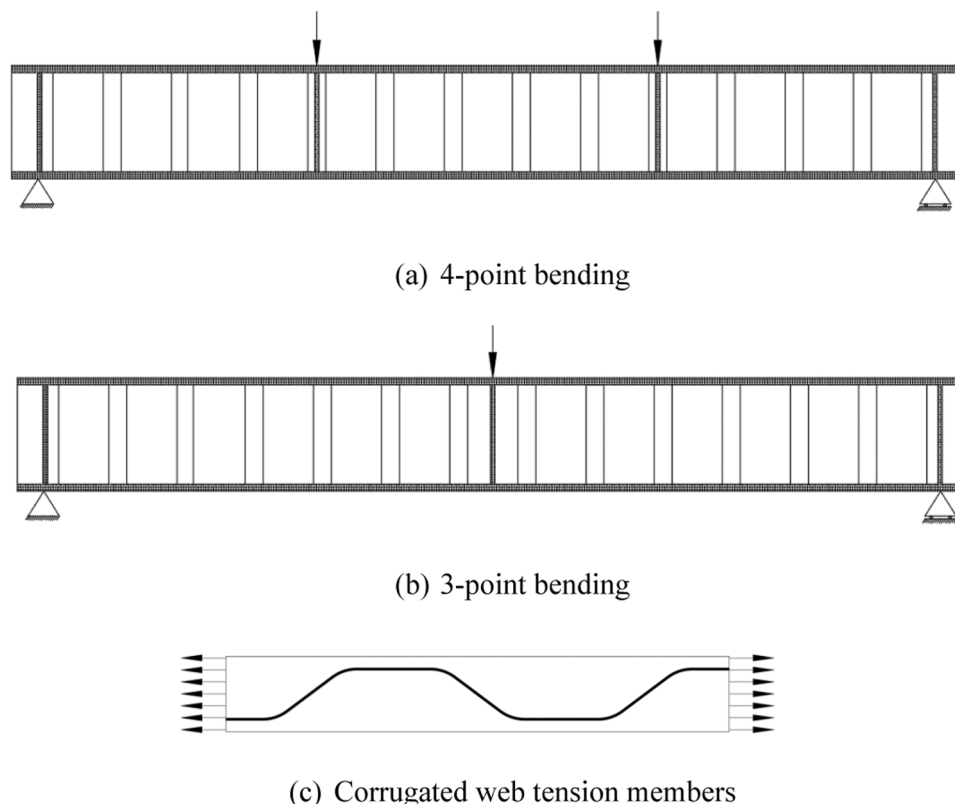 (a) 4-point bending
(b) 3-point bending
(c) Corrugated web tension members